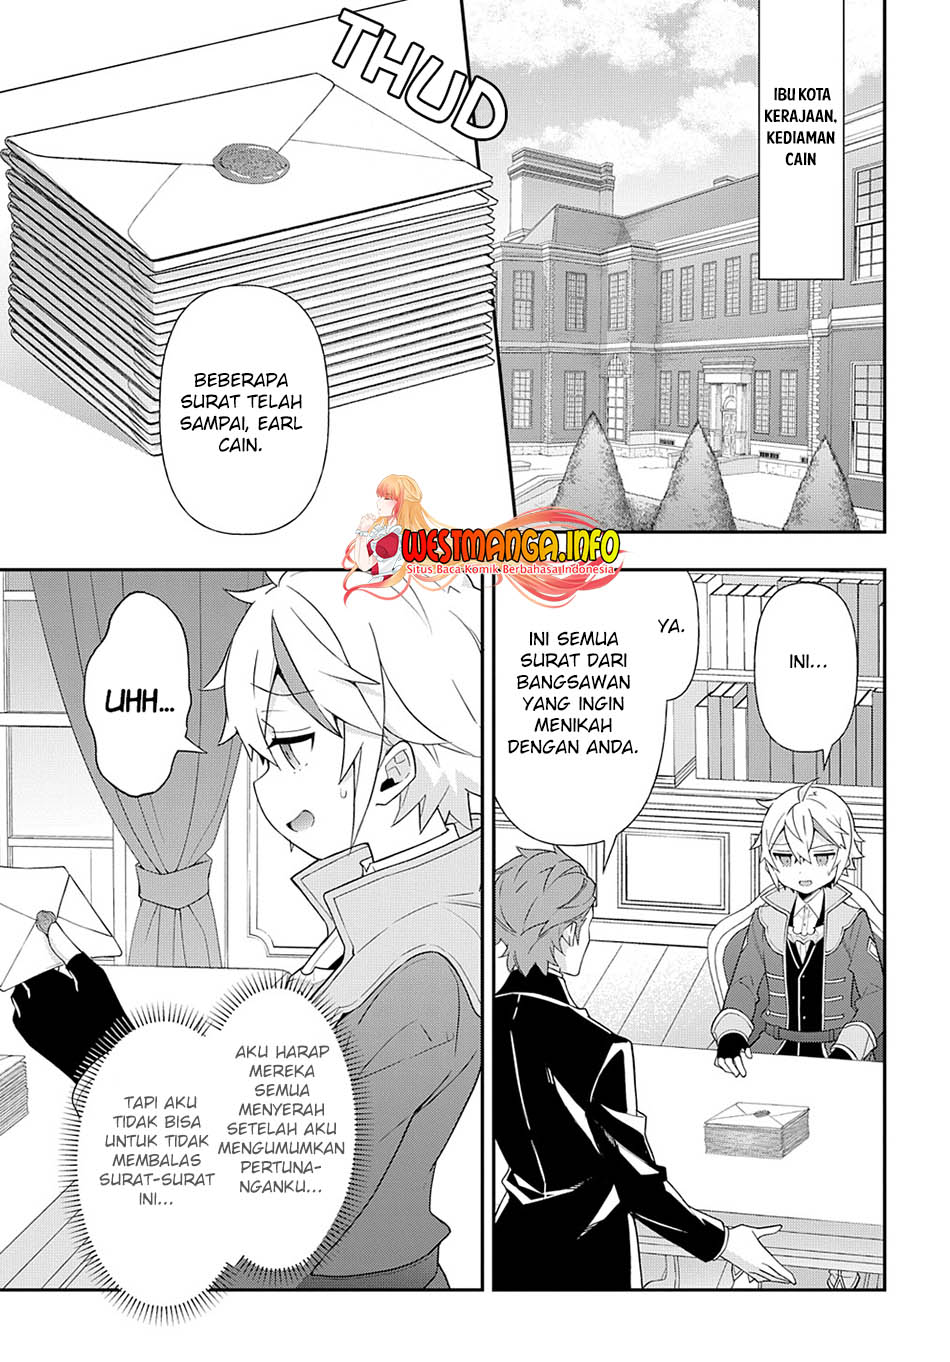 IBU KOTA
KERAJAAN,
KEDIAMAN
CAIN
THUD
BEBERAPA
SURAT TELAH
SAMPAI, EARL
CAIN.
WESTMANGA.INFO
Situs Baca Komik Berbahasa Indonesia
INI...
YA.
INI SEMUA
SURAT DARI
BANGSAWAN
YANG INGIN
MENIKAH
DENGAN ANDA.
UHH...
AKU HARAP
MEREKA
SEMUA
MENYERAH
SETELAH AKU
MENGUMUMKAN
PERTUNA-
NGANKU...
TAPI AKU
TIDAK BISA
UNTUK TIDAK
MEMBALAS
SURAT-SURAT
INI...